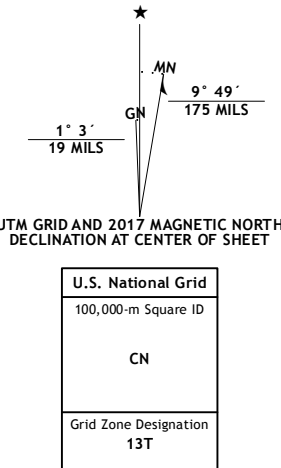 MN
9° 49´
175 MILS
GN
1° 3´
19 MILS
UTM GRID AND 2017 MAGNETIC NORTH
DECLINATION AT CENTER OF SHEET
U.S. National Grid
100,000-m Square ID
CN
Grid Zone Designation
13T